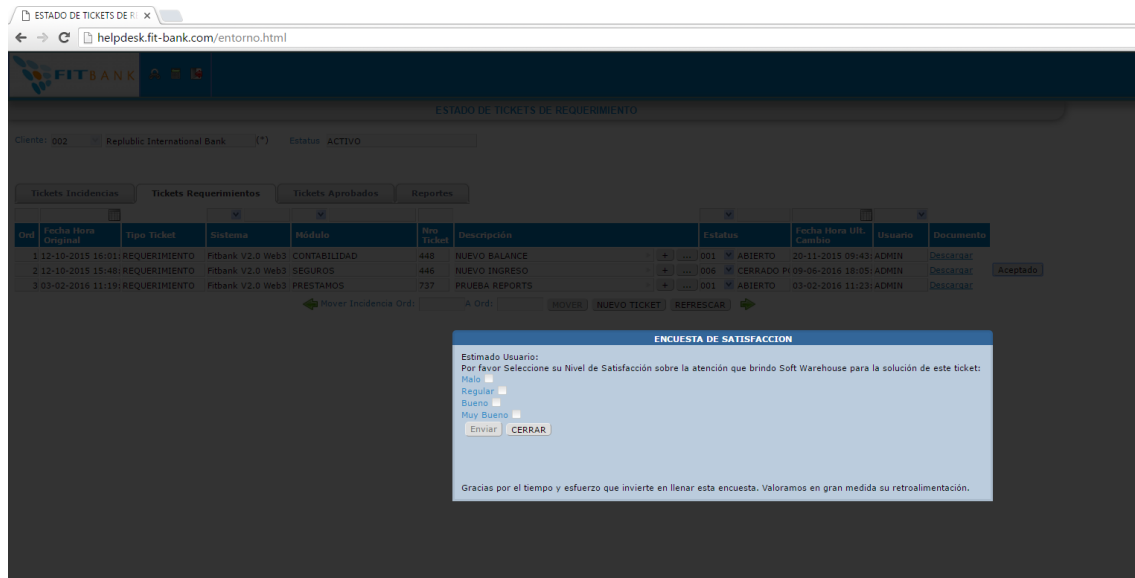 ESTADO DE TICKETS DE RI
helpdesk.fit-bank.com/entorno.html
FITBANK
ESTADO DE TICKETS DE REQUERIMIENTO
Cliente: 002 Republic International Bank (*) Estatus ACTIVO
Tickets Incidencias Tickets Requerimientos Tickets Aprobados Reportes
Ord Fecha Hora Original Tipo Ticket Sistema Módulo Nro Ticket Descripción Estatus Fecha Hora Ult. Cambio Usuario Documento
1 12-10-2015 16:01: REQUERIMIENTO Fitbank V2.0 Web3 CONTABILIDAD 448 NUEVO BALANCE + ... 001 ABIERTO 20-11-2015 09:43: ADMIN Descargar
2 12-10-2015 15:48: REQUERIMIENTO Fitbank V2.0 Web3 SEGUROS 446 NUEVO INGRESO + ... 006 CERRADO P( 09-06-2016 18:05: ADMIN Descargar Aceptado
3 03-02-2016 11:19: REQUERIMIENTO Fitbank V2.0 Web3 PRESTAMOS 737 PRUEBA REPORTS + ... 001 ABIERTO 03-02-2016 11:23: ADMIN Descargar
Mover Incidencia Ord: A Ord: MOVER NUEVO TICKET REFRESCAR
ENCUESTA DE SATISFACCION
Estimado Usuario:
Por favor Seleccione su Nivel de Satisfacción sobre la atención que brindo Soft Warehouse para la solución de este ticket:
Malo
Regular
Bueno
Muy Bueno
Enviar CERRAR
Gracias por el tiempo y esfuerzo que invierte en llenar esta encuesta. Valoramos en gran medida su retroalimentación.